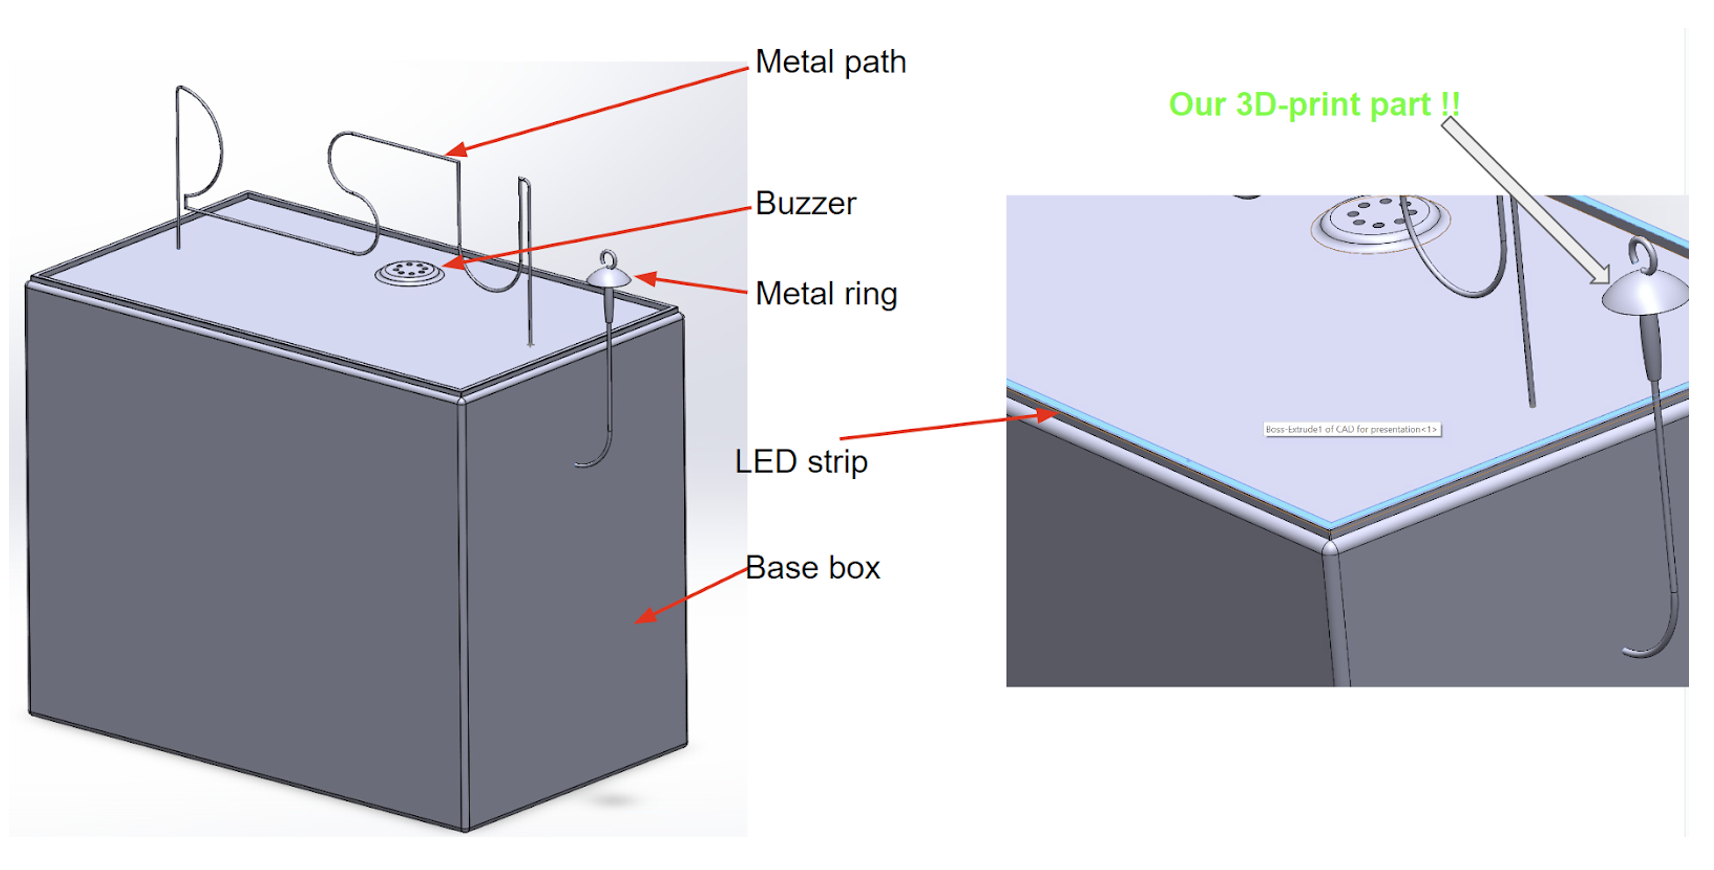 Metal path
Our 3D-print part !!
Buzzer
Metal ring
Boss-Extrude1 of CAD for presentation<1>
LED strip
Base box